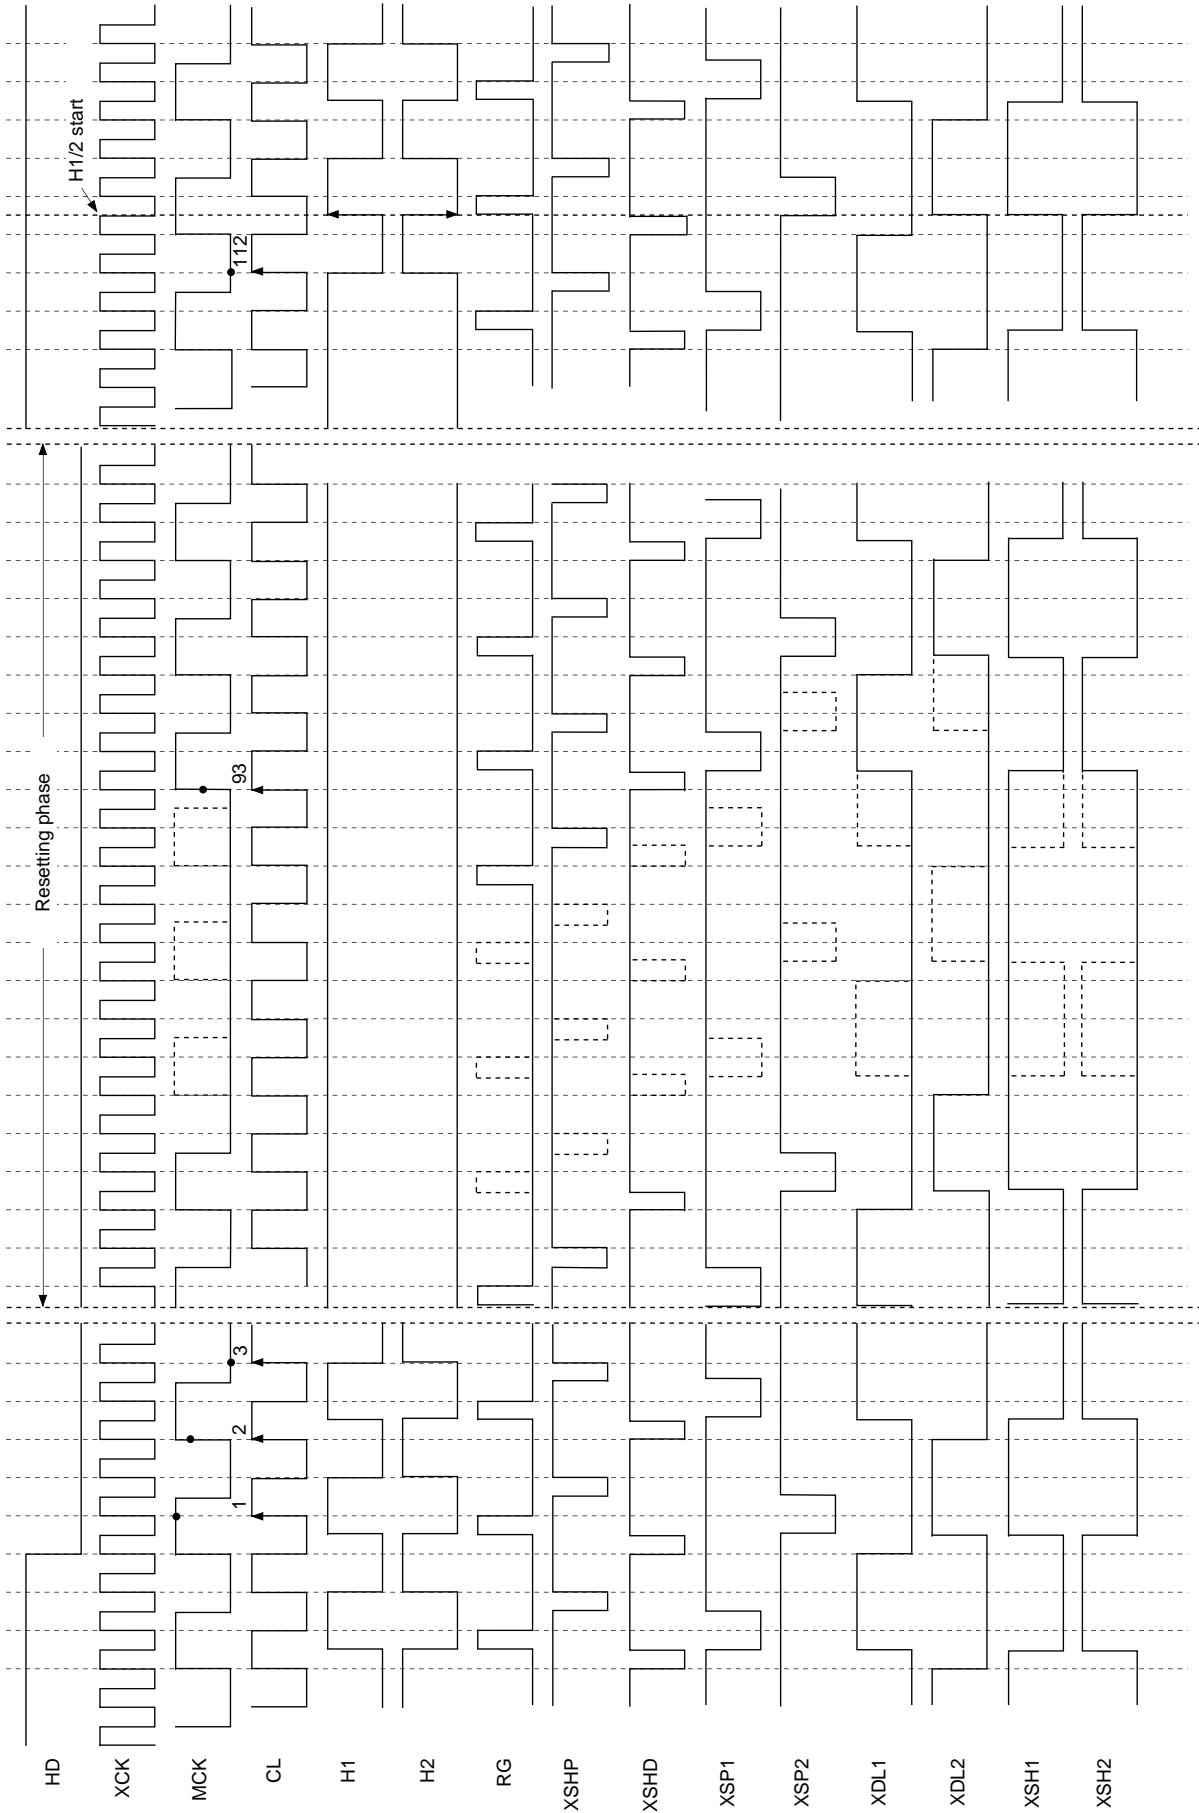 HD
XCK
MCK
CL
H1
H2
RG
XSHP
XSHD
XSP1
XSP2
XDL1
XDL2
XSH1
XSH2
Resetting phase
H1/2 start
1
2
3
93
112